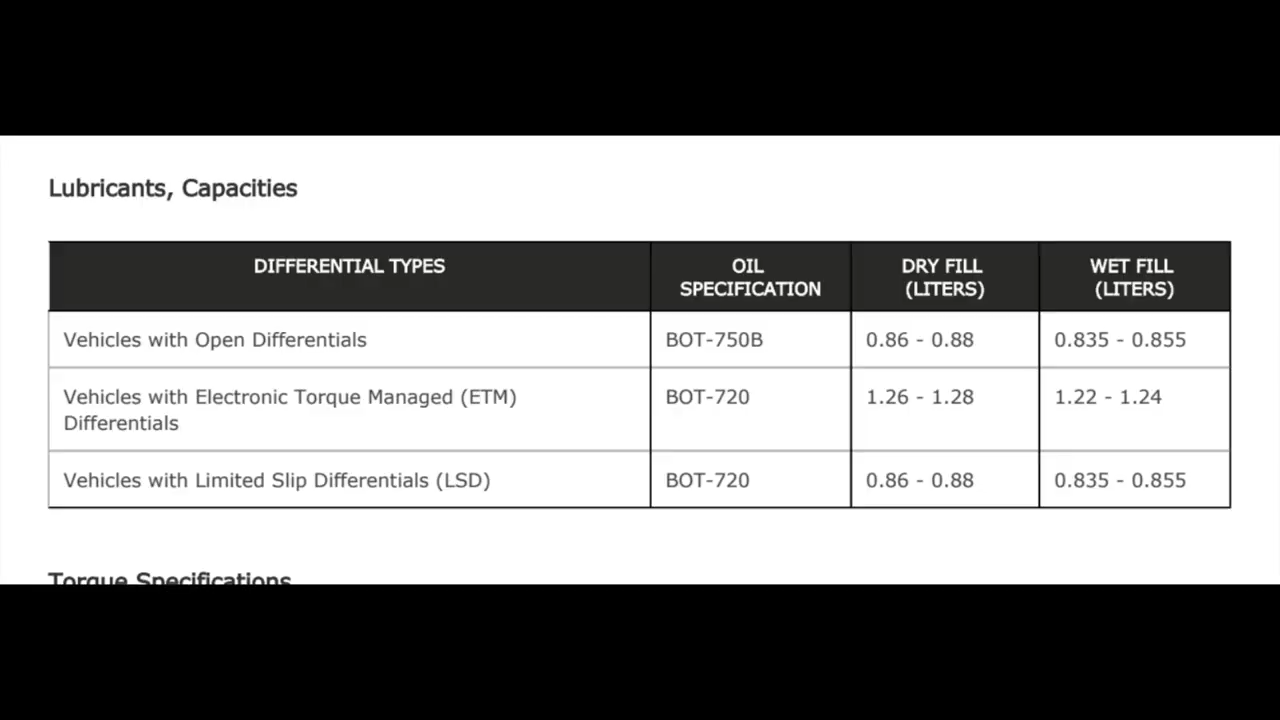 Lubricants, Capacities
DIFFERENTIAL TYPES
OIL
SPECIFICATION
DRY FILL
(LITERS)
WET FILL
(LITERS)
Vehicles with Open Differentials
BOT-750B
0.86 - 0.88
0.835 - 0.855
Vehicles with Electronic Torque Managed (ETM)
Differentials
BOT-720
1.26 - 1.28
1.22 - 1.24
Vehicles with Limited Slip Differentials (LSD)
BOT-720
0.86 - 0.88
0.835 - 0.855
Torque Specifications